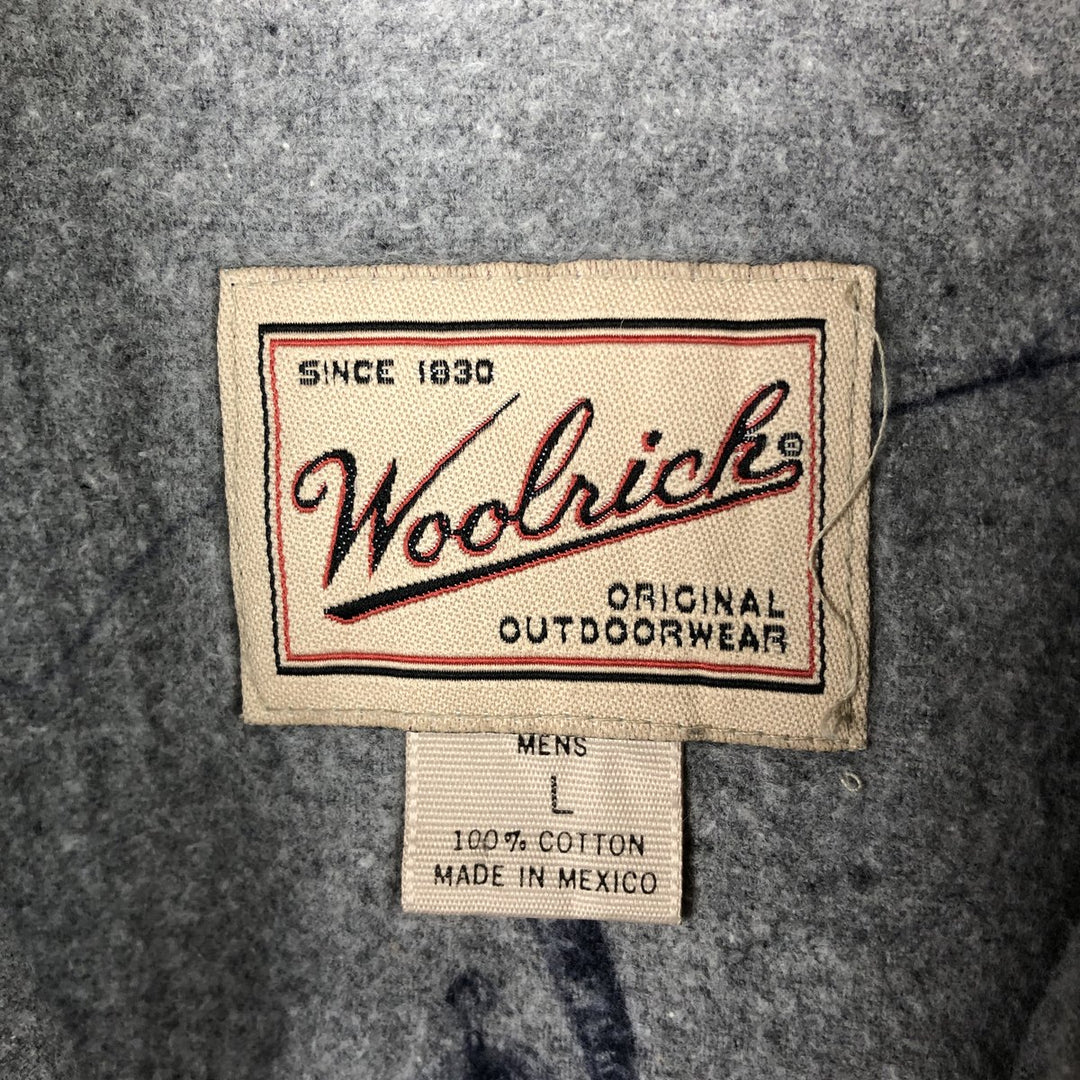 SINCE 1830
Woolrich®
ORIGINAL
OUTDOORWEAR
MENS
L
100% COTTON
MADE IN MEXICO